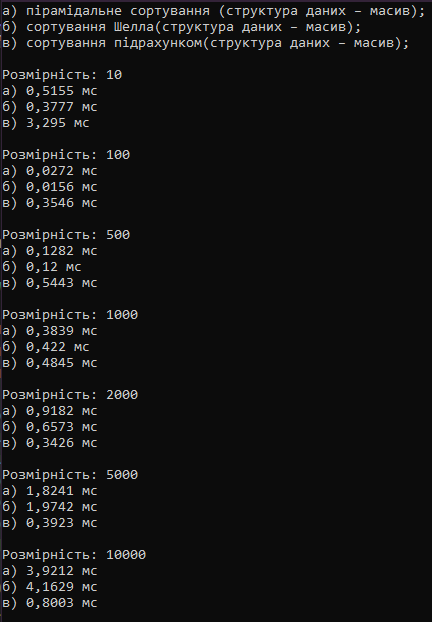 а) пірамідальне сортування (структура даних – масив);
б) сортування Шелла(структура даних – масив);
в) сортування підрахунком(структура даних – масив);
Розмірність: 10
а) 0,5155 мс
б) 0,3777 мс
в) 3,295 мс
Розмірність: 100
а) 0,0272 мс
б) 0,0156 мс
в) 0,3546 мс
Розмірність: 500
а) 0,1282 мс
б) 0,12 мс
в) 0,5443 мс
Розмірність: 1000
а) 0,3839 мс
б) 0,422 мс
в) 0,4845 мс
Розмірність: 2000
а) 0,9182 мс
б) 0,6573 мс
в) 0,3426 мс
Розмірність: 5000
а) 1,8241 мс
б) 1,9742 мс
в) 0,3923 мс
Розмірність: 10000
а) 3,9212 мс
б) 4,1629 мс
в) 0,8003 мс